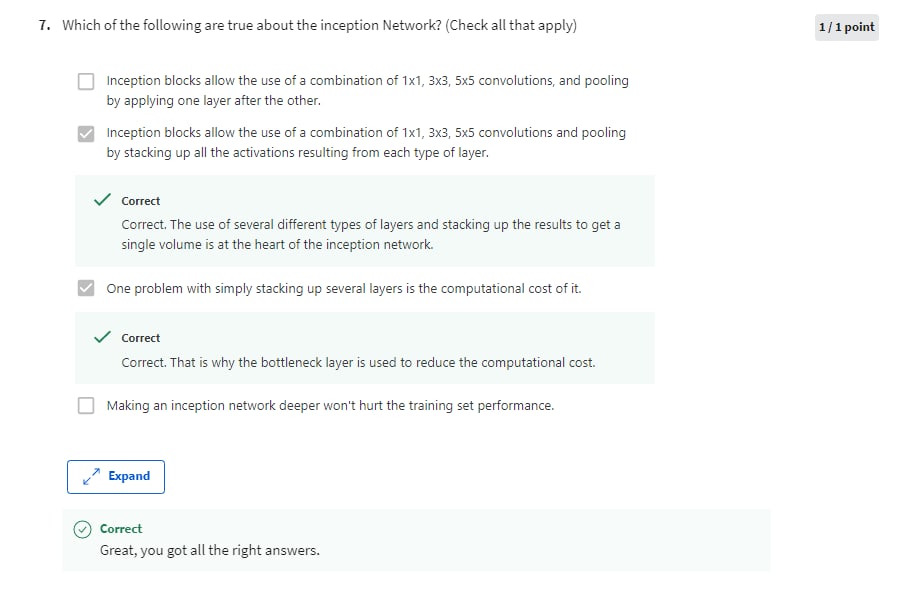 7. Which of the following are true about the inception Network? (Check all that apply)
1 / 1 point
Inception blocks allow the use of a combination of 1x1, 3x3, 5x5 convolutions, and pooling
by applying one layer after the other.
Inception blocks allow the use of a combination of 1x1, 3x3, 5x5 convolutions and pooling
by stacking up all the activations resulting from each type of layer.
Correct
Correct. The use of several different types of layers and stacking up the results to get a
single volume is at the heart of the inception network.
One problem with simply stacking up several layers is the computational cost of it.
Correct
Correct. That is why the bottleneck layer is used to reduce the computational cost.
Making an inception network deeper won't hurt the training set performance.
Expand
Correct
Great, you got all the right answers.